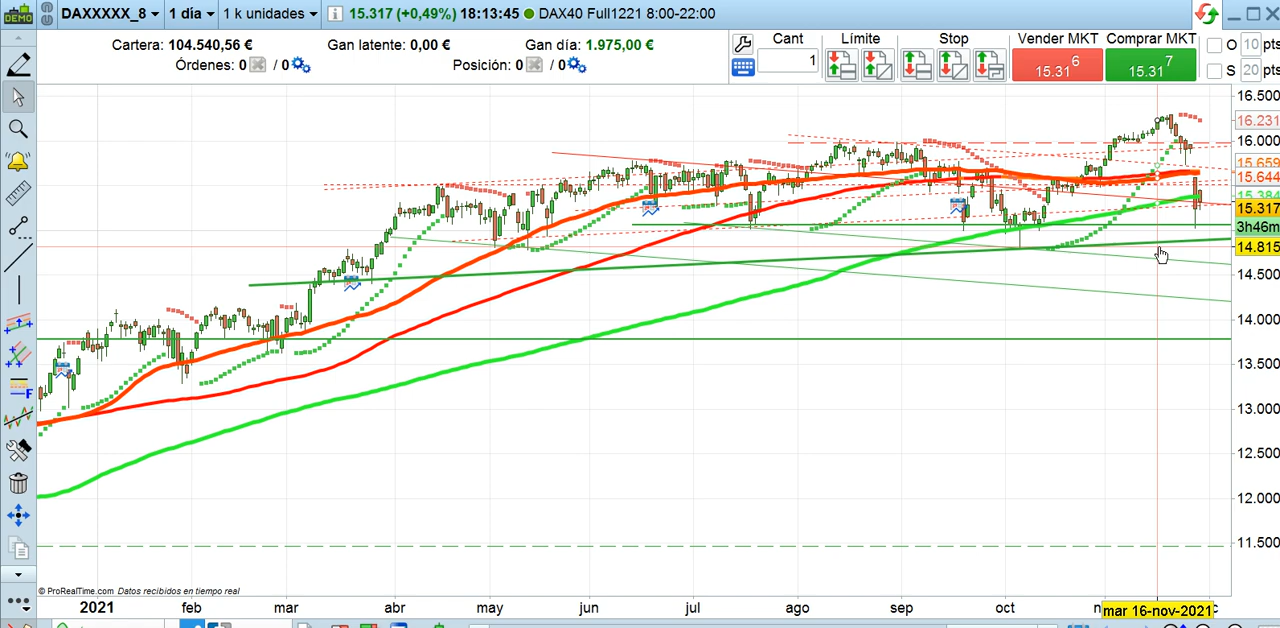 DEMO DAXXXXX_8 1 día 1 k unidades 15.317 (+0,49%) 18:13:45 DAX40 Full1221 8:00-22:00
Cartera: 104.540,56 € Gan latente: 0,00 € Gan día: 1.975,00 €
Órdenes: 0 / 0 Posición: 0 / 0
Cant Límite Stop Vender MKT Comprar MKT
1 15.31 6 15.31 7
O 10 pts
S 20 pts
16.500
16.231
16.000
15.659
15.644
15.384
15.317
3h46m
14.815
14.500
14.000
13.500
13.000
12.500
12.000
11.500
© ProRealTime.com Datos recibidos en tiempo real
2021 feb mar abr may jun jul ago sep oct mar 16-nov-2021